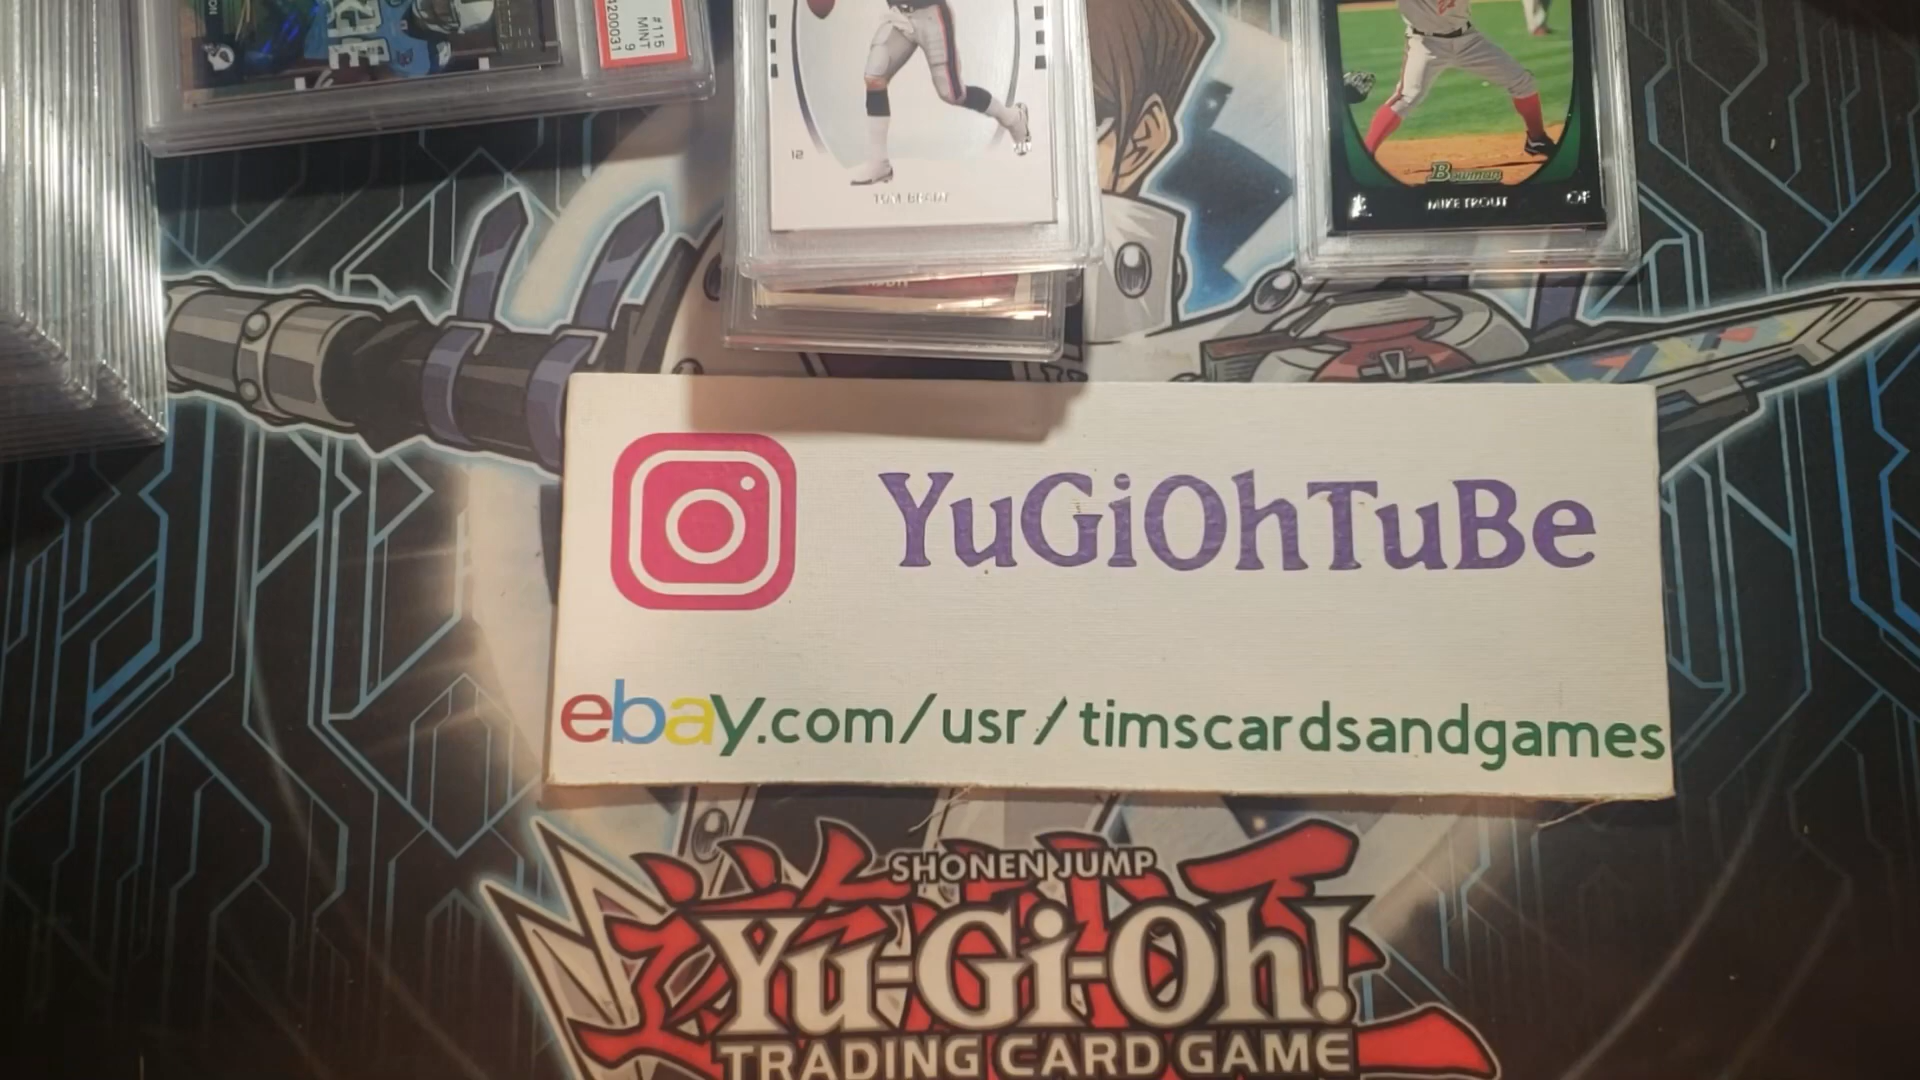 #115
MINT
9
4200031
12
TOM BRADY
Bowman
MIKE TROUT
OF
YuGiOhTuBe
ebay.com/usr/timscardsandgames
SHONEN JUMP
Yu-Gi-Oh!
TRADING CARD GAME